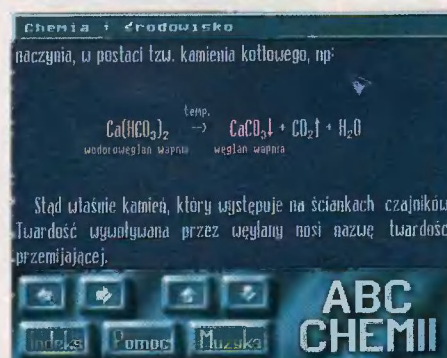 Chemia i środowisko
naczynia, w postaci tzw. kamienia kotłowego, np:
temp.
Ca(HCO₃)₂ --> CaCO₃↓ + CO₂↑ + H₂O
wodorowęglan wapnia węglan wapnia
Stąd właśnie kamień, który występuje na ściankach czajników.
Twardość wywoływana przez węglany nosi nazwę twardości
przemijającej.
Indeks Pomoc Muzyka
ABC
CHEMII